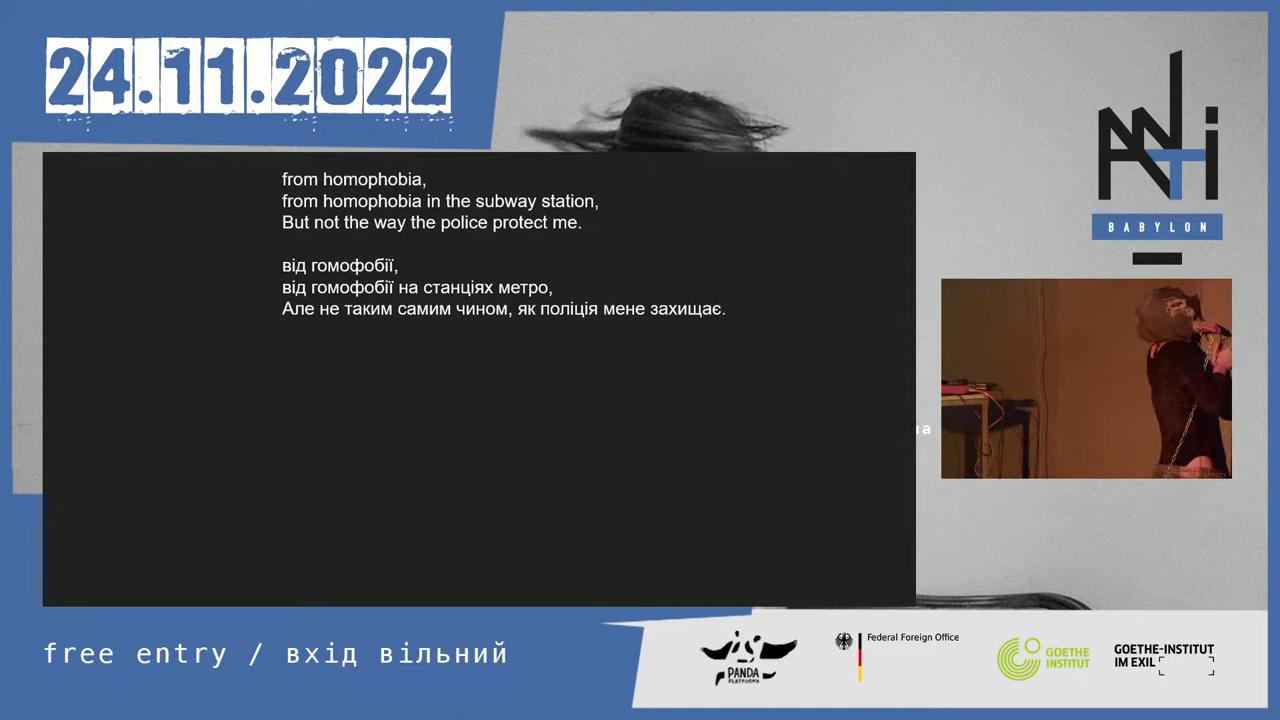 24.11.2022
ANTi
BABYLON
from homophobia,
from homophobia in the subway station,
But not the way the police protect me.
від гомофобії,
від гомофобії на станціях метро,
Але не таким самим чином, як поліція мене захищає.
free entry / вхід вільний
PANDA
PLATFORMA
Federal Foreign Office
GOETHE
INSTITUT
GOETHE-INSTITUT
IM EXIL